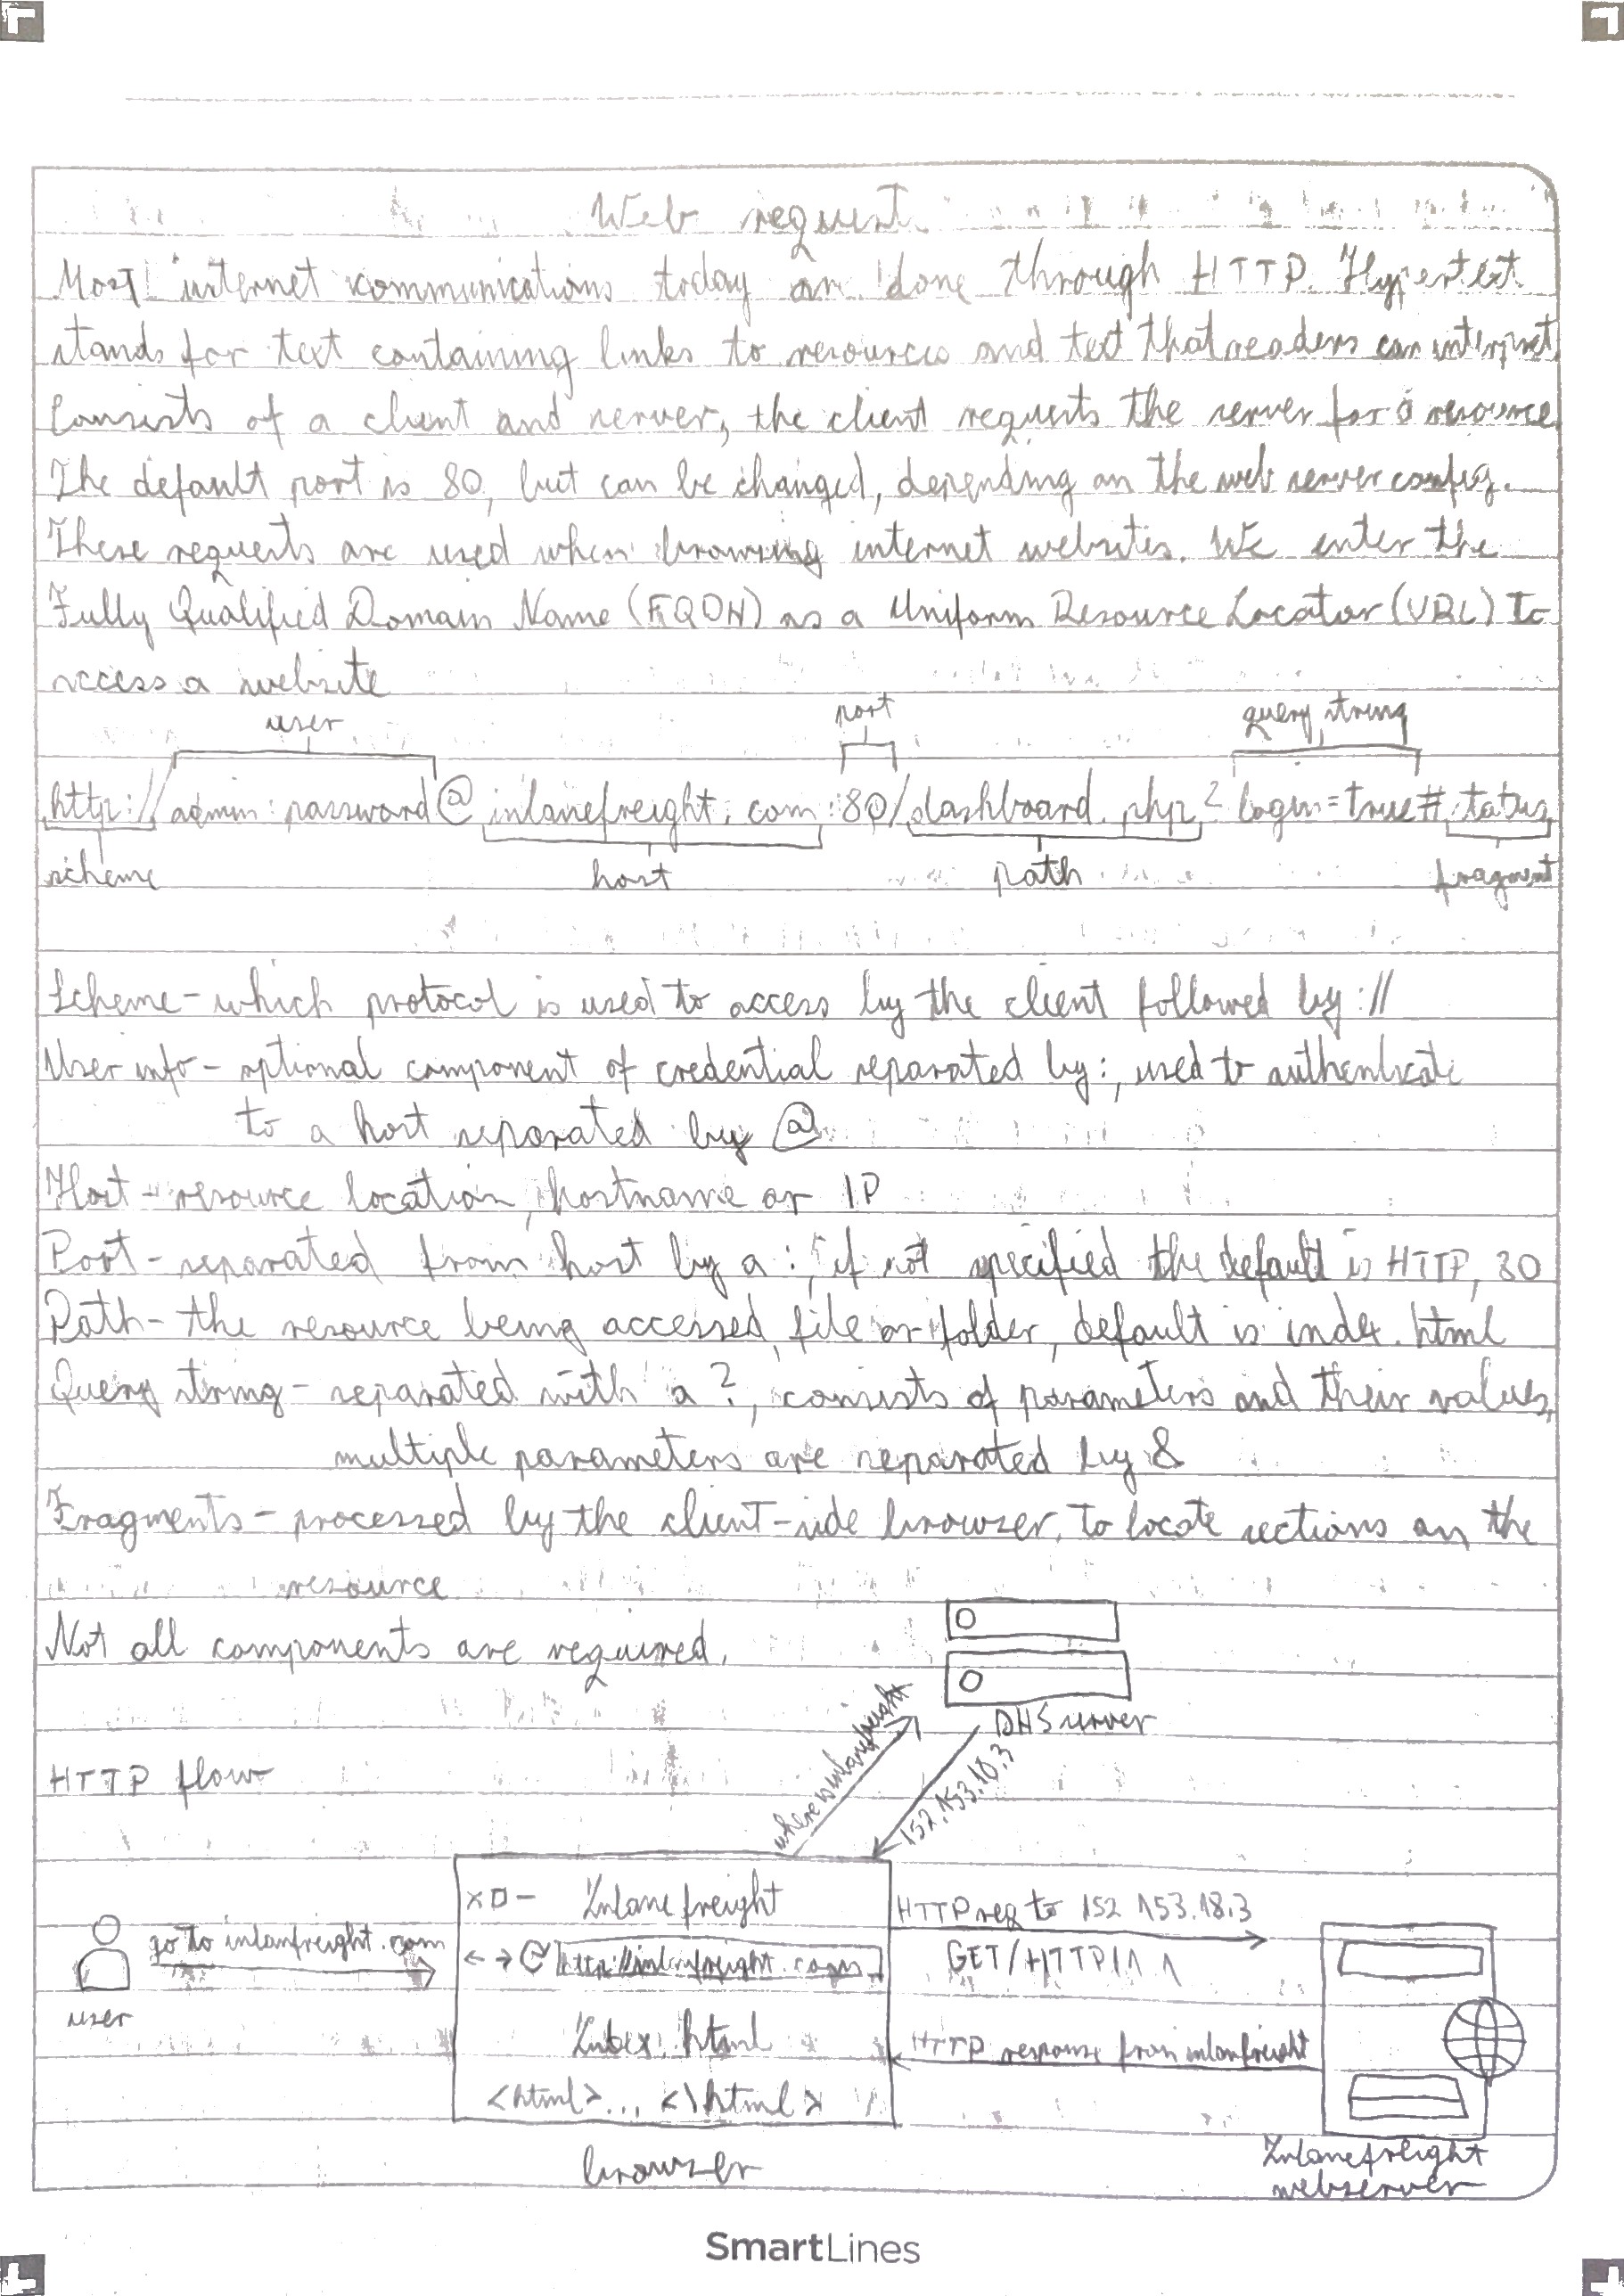 Web request
Most internet communications today are done through HTTP. Hypertext
stands for text containing links to resources and text that readers can interpret.
Consists of a client and server, the client requests the server for a resource.
The default port is 80, but can be changed, depending on the web server config.
These requests are used when browsing internet websites. We enter the
Fully Qualified Domain Name (FQDN) as a Uniform Resource Locator (URL) to
access a website
user port query string
http://admin:password@inlanefreight.com:80/dashboard.php?login=true#status
scheme host path fragment
Scheme - which protocol is used to access by the client followed by ://
User info - optional component of credential separated by :, used to authenticate
to a host separated by @
Host - resource location, hostname or IP
Port - separated from host by a :, if not specified the default is HTTP, 80
Path - the resource being accessed, file or folder, default is index.html
Query string - separated with a ?, consists of parameters and their values,
multiple parameters are separated by &
Fragments - processed by the client-side browser, to locate sections on the
resource
Not all components are required.
DNS server
where is inlanefreight
152.153.18.3
HTTP flow
x □ - Inlanefreight
HTTP req to 152.153.18.3
go to inlanfreight.com
http://inlanfreight.com
GET/HTTP/1.1
user
Index.html
HTTP response from inlanfreight
<html>... <\html>
browser
Inlanefreight
webserver
SmartLines